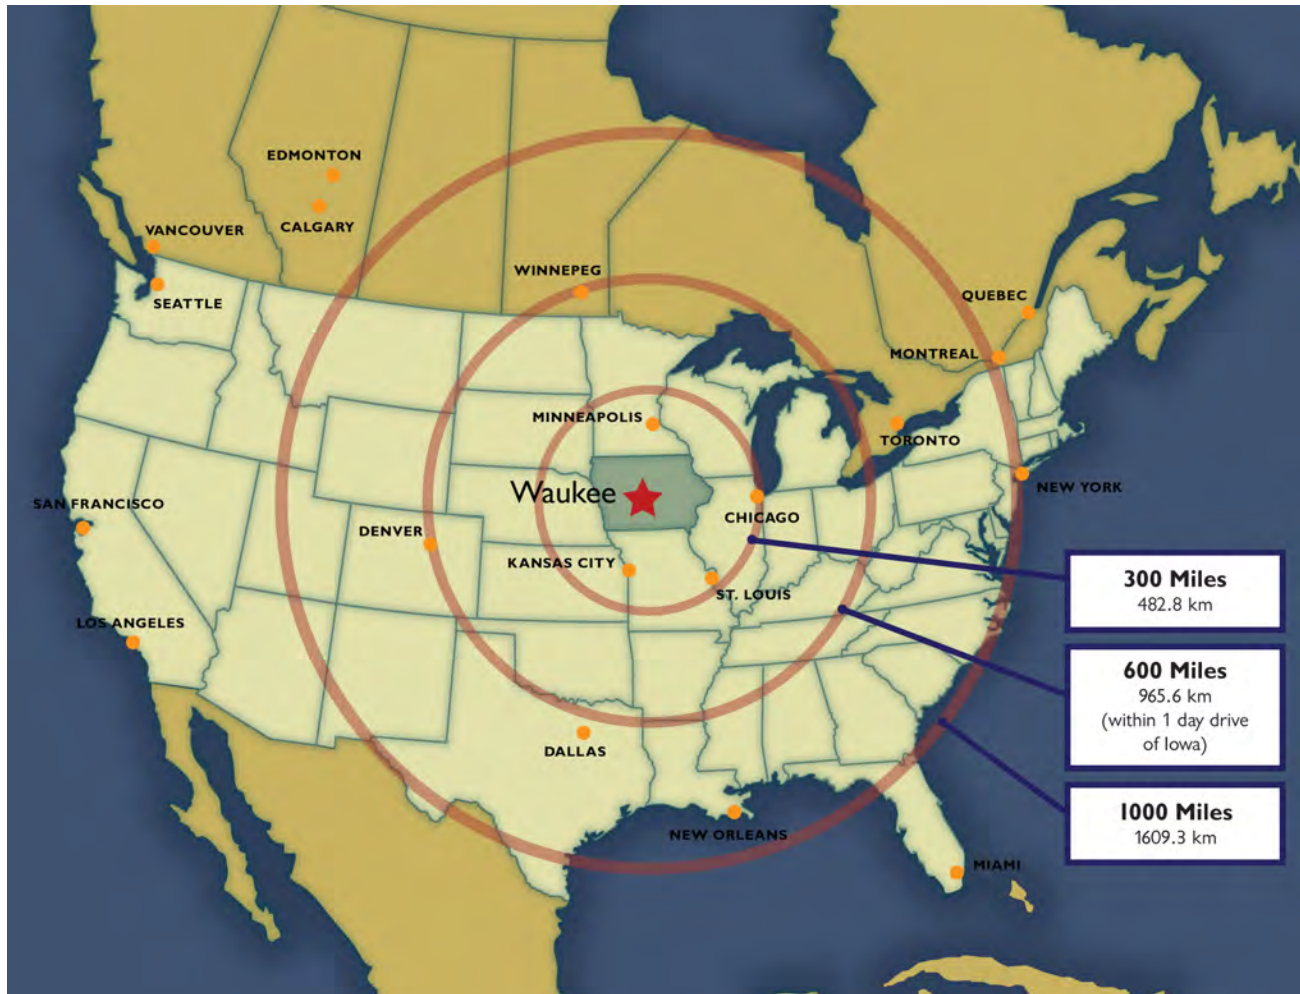 EDMONTON
CALGARY
VANCOUVER
SEATTLE
WINNEPEG
QUEBEC
MONTREAL
MINNEAPOLIS
TORONTO
Waukee
NEW YORK
SAN FRANCISCO
CHICAGO
DENVER
KANSAS CITY
ST. LOUIS
LOS ANGELES
DALLAS
NEW ORLEANS
MIAMI
300 Miles
482.8 km
600 Miles
965.6 km
(within 1 day drive
of Iowa)
1000 Miles
1609.3 km